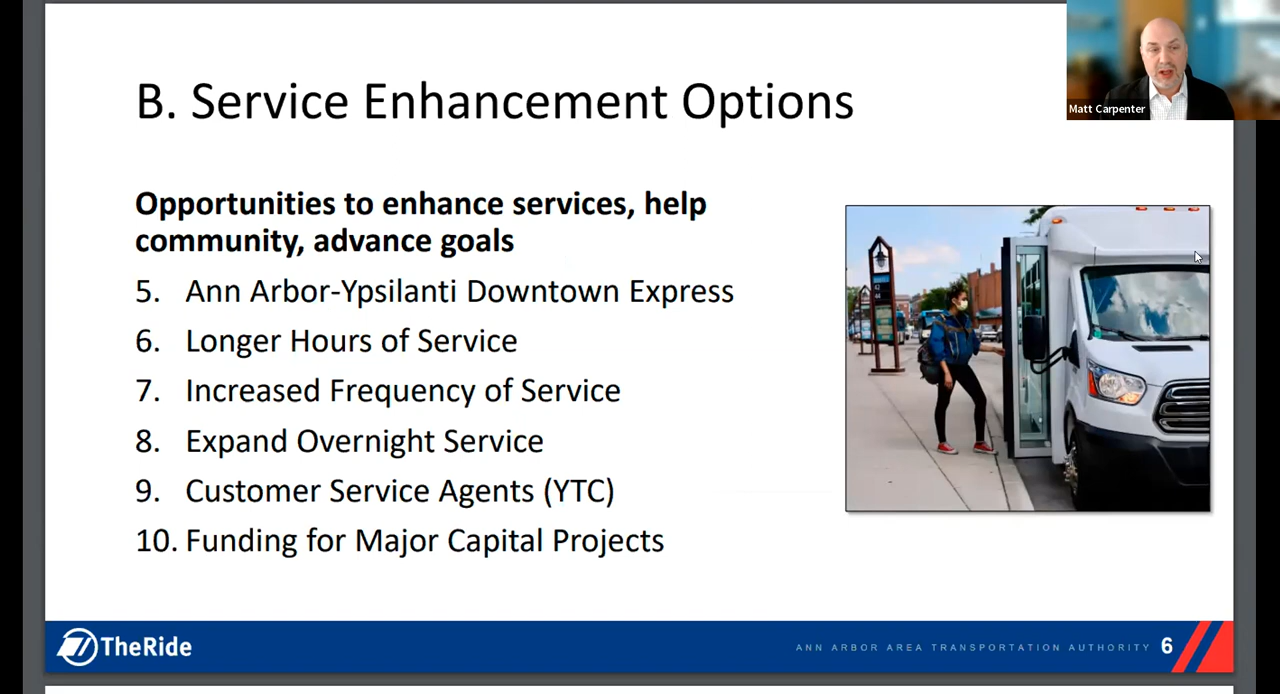 B. Service Enhancement Options
Matt Carpenter
Opportunities to enhance services, help
community, advance goals
5. Ann Arbor-Ypsilanti Downtown Express
6. Longer Hours of Service
7. Increased Frequency of Service
8. Expand Overnight Service
9. Customer Service Agents (YTC)
10. Funding for Major Capital Projects
TheRide
ANN ARBOR AREA TRANSPORTATION AUTHORITY 6